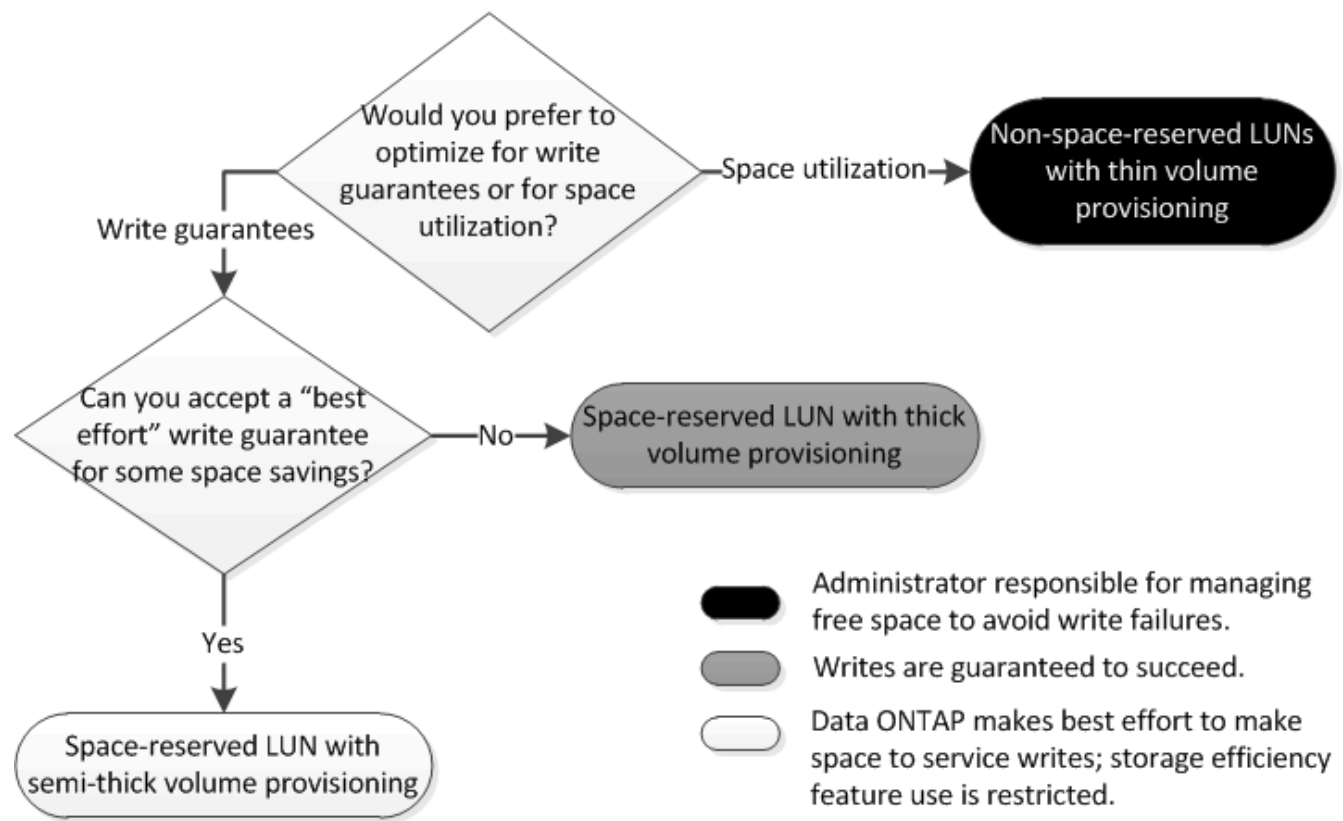 Would you prefer to
optimize for write
guarantees or for space
utilization?
Space utilization
Non-space-reserved LUNs
with thin volume
provisioning
Write guarantees
Can you accept a “best
effort” write guarantee
for some space savings?
No
Space-reserved LUN with thick
volume provisioning
Yes
Space-reserved LUN with
semi-thick volume provisioning
Administrator responsible for managing
free space to avoid write failures.
Writes are guaranteed to succeed.
Data ONTAP makes best effort to make
space to service writes; storage efficiency
feature use is restricted.